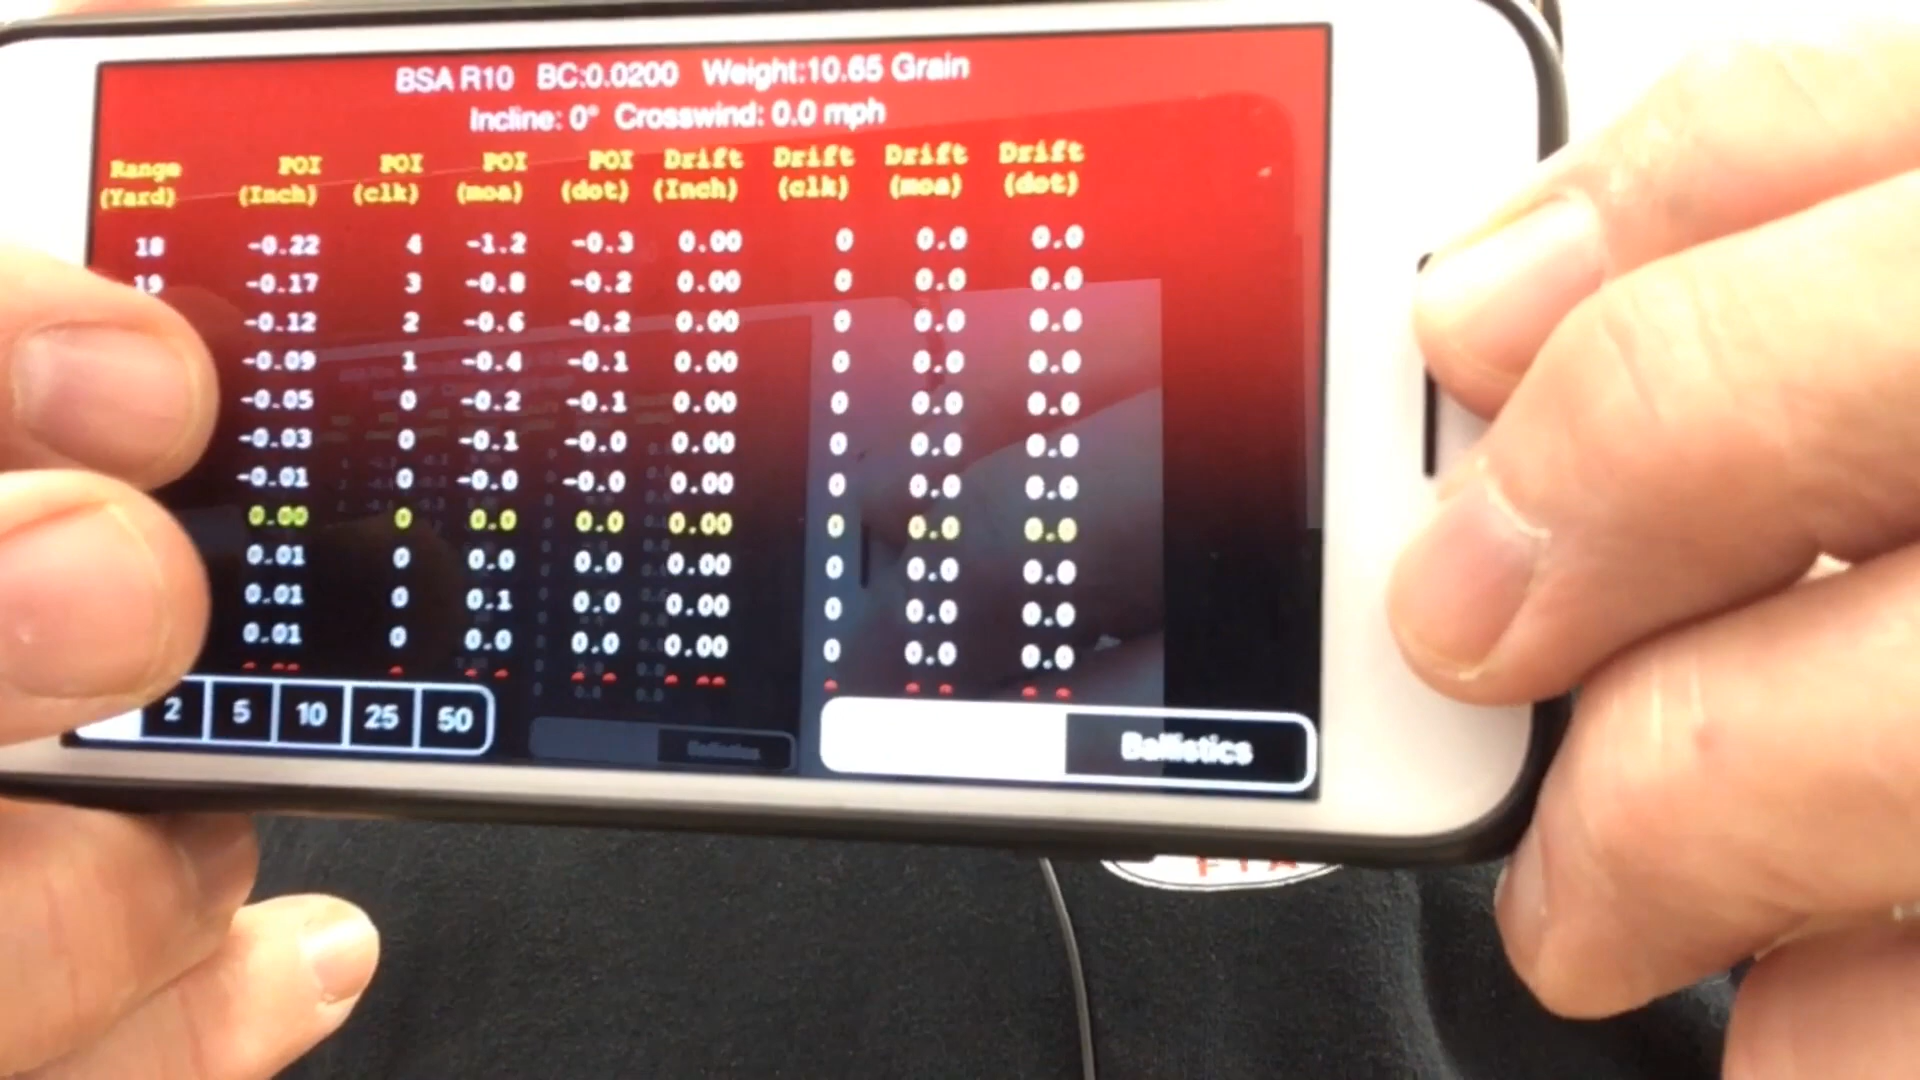 BSA R10 BC:0.0200 Weight:10.65 Grain
Incline: 0° Crosswind: 0.0 mph
Range POI POI POI POI Drift Drift Drift Drift
(Yard) (Inch) (clk) (moa) (dot) (Inch) (clk) (moa) (dot)
18 -0.22 4 -1.2 -0.3 0.00 0 0.0 0.0
19 -0.17 3 -0.8 -0.2 0.00 0 0.0 0.0
-0.12 2 -0.6 -0.2 0.00 0 0.0 0.0
-0.09 1 -0.4 -0.1 0.00 0 0.0 0.0
-0.05 0 -0.2 -0.1 0.00 0 0.0 0.0
-0.03 0 -0.1 -0.0 0.00 0 0.0 0.0
-0.01 0 -0.0 -0.0 0.00 0 0.0 0.0
0.00 0 0.0 0.0 0.00 0 0.0 0.0
0.01 0 0.0 0.0 0.00 0 0.0 0.0
0.01 0 0.1 0.0 0.00 0 0.0 0.0
0.01 0 0.0 0.0 0.00 0 0.0 0.0
2 5 10 25 50
Ballistics